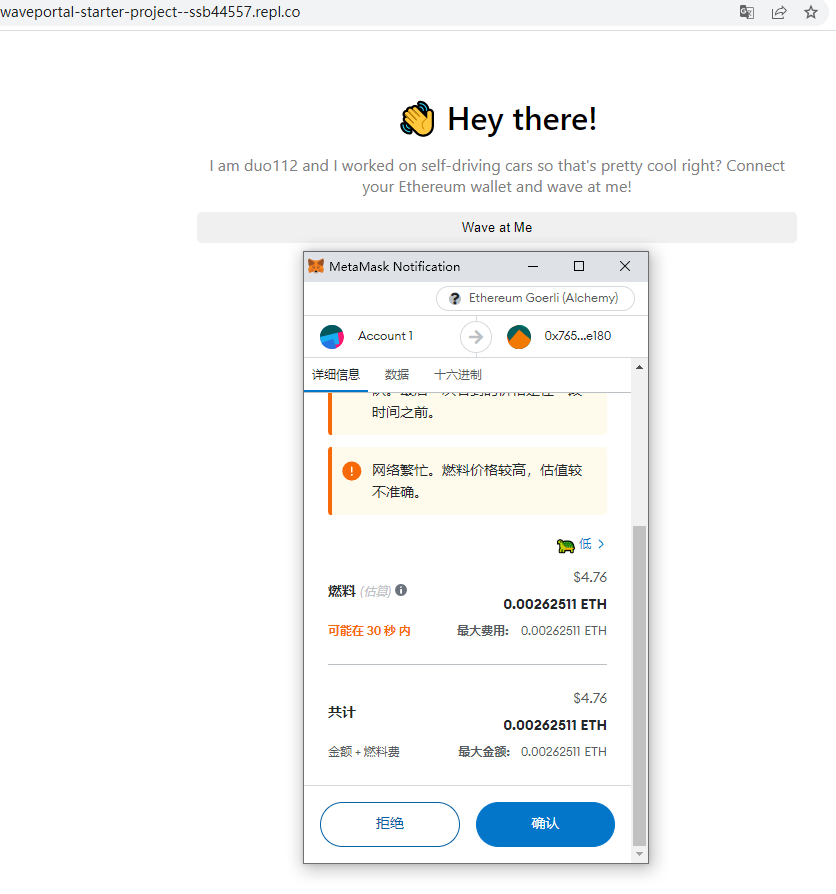 waveportal-starter-project--ssb44557.repl.co
Hey there!
I am duo112 and I worked on self-driving cars so that's pretty cool right? Connect
your Ethereum wallet and wave at me!
Wave at Me
MetaMask Notification
Ethereum Goerli (Alchemy)
Account 1
0x765...e180
详细信息 数据 十六进制
时间之前。
网络繁忙。燃料价格较高，估值较
不准确。
低
$4.76
燃料 (估算)
0.00262511 ETH
可能在 30 秒 内 最大费用: 0.00262511 ETH
$4.76
共计
0.00262511 ETH
金额 + 燃料费 最大金额: 0.00262511 ETH
拒绝 确认